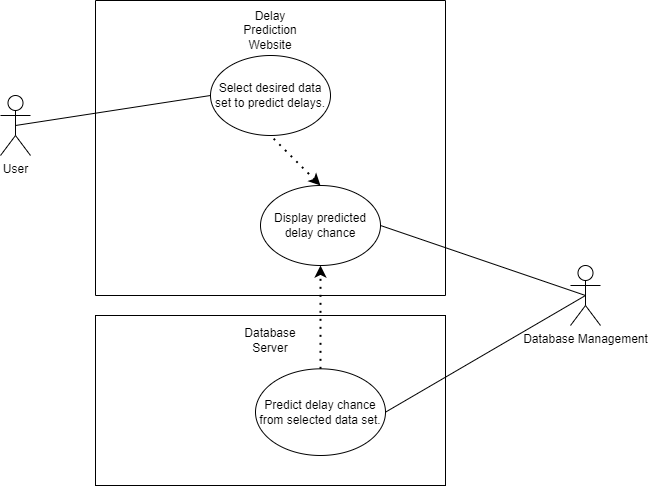 Delay
Prediction
Website
Select desired data
set to predict delays.
User
Display predicted
delay chance
Database
Server
Database Management
Predict delay chance
from selected data set.